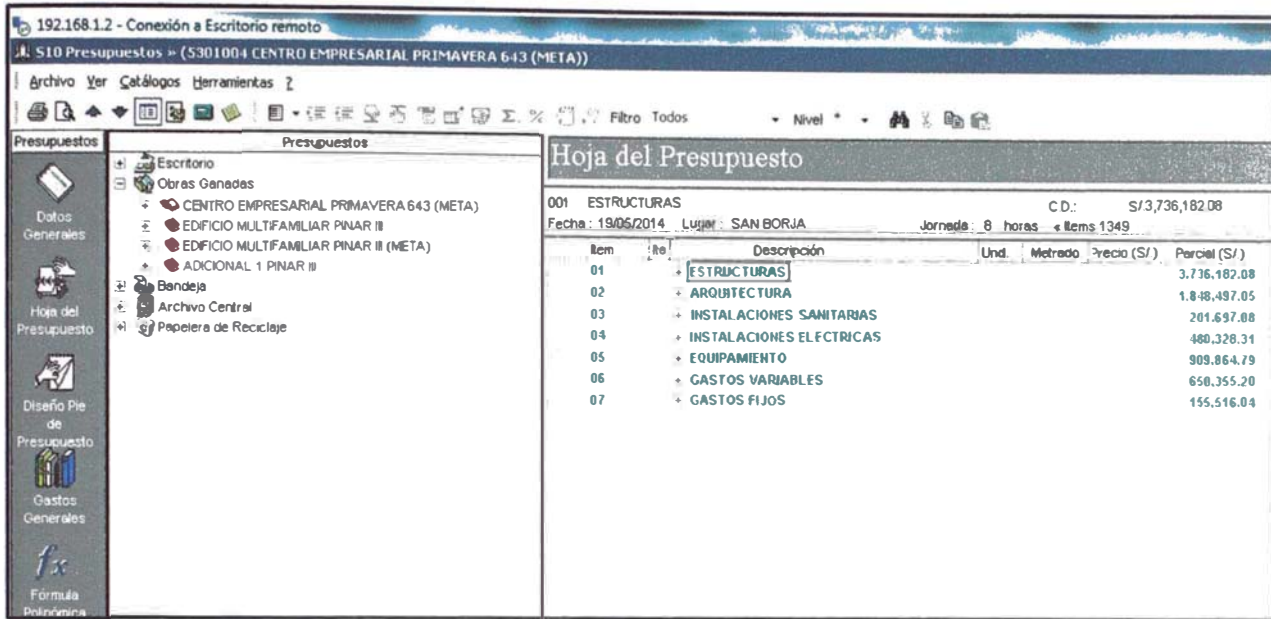 192.168.1.2 - Conexión a Escritorio remoto
S10 Presupuestos » (5301004 CENTRO EMPRESARIAL PRIMAVERA 643 (META))
Archivo Ver Catálogos Herramientas ?
Σ % Filtro Todos Nivel *
Presupuestos
Datos Generales
Hoja del Presupuesto
Diseño Pie de Presupuesto
Gastos Generales
fx
Fórmula Polinómica
Presupuestos
Escritorio
Obras Ganadas
CENTRO EMPRESARIAL PRIMAVERA 643 (META)
EDIFICIO MULTIFAMILIAR PINAR III
EDIFICIO MULTIFAMILIAR PINAR III (META)
ADICIONAL 1 PINAR III
Bandeja
Archivo Central
Papelera de Reciclaje
Hoja del Presupuesto
001 ESTRUCTURAS C D.: S/3,736,182.08
Fecha : 19/05/2014 Lugar : SAN BORJA Jornada : 8 horas « Items 1349
Item Ite Descripción Und. Metrado Precio (S/.) Parcial (S/.)
01 + ESTRUCTURAS 3,736,182.08
02 + ARQUITECTURA 1,848,497.05
03 + INSTALACIONES SANITARIAS 201,697.08
04 + INSTALACIONES ELECTRICAS 480,328.31
05 + EQUIPAMIENTO 909,864.79
06 + GASTOS VARIABLES 650,355.20
07 + GASTOS FIJOS 155,516.04